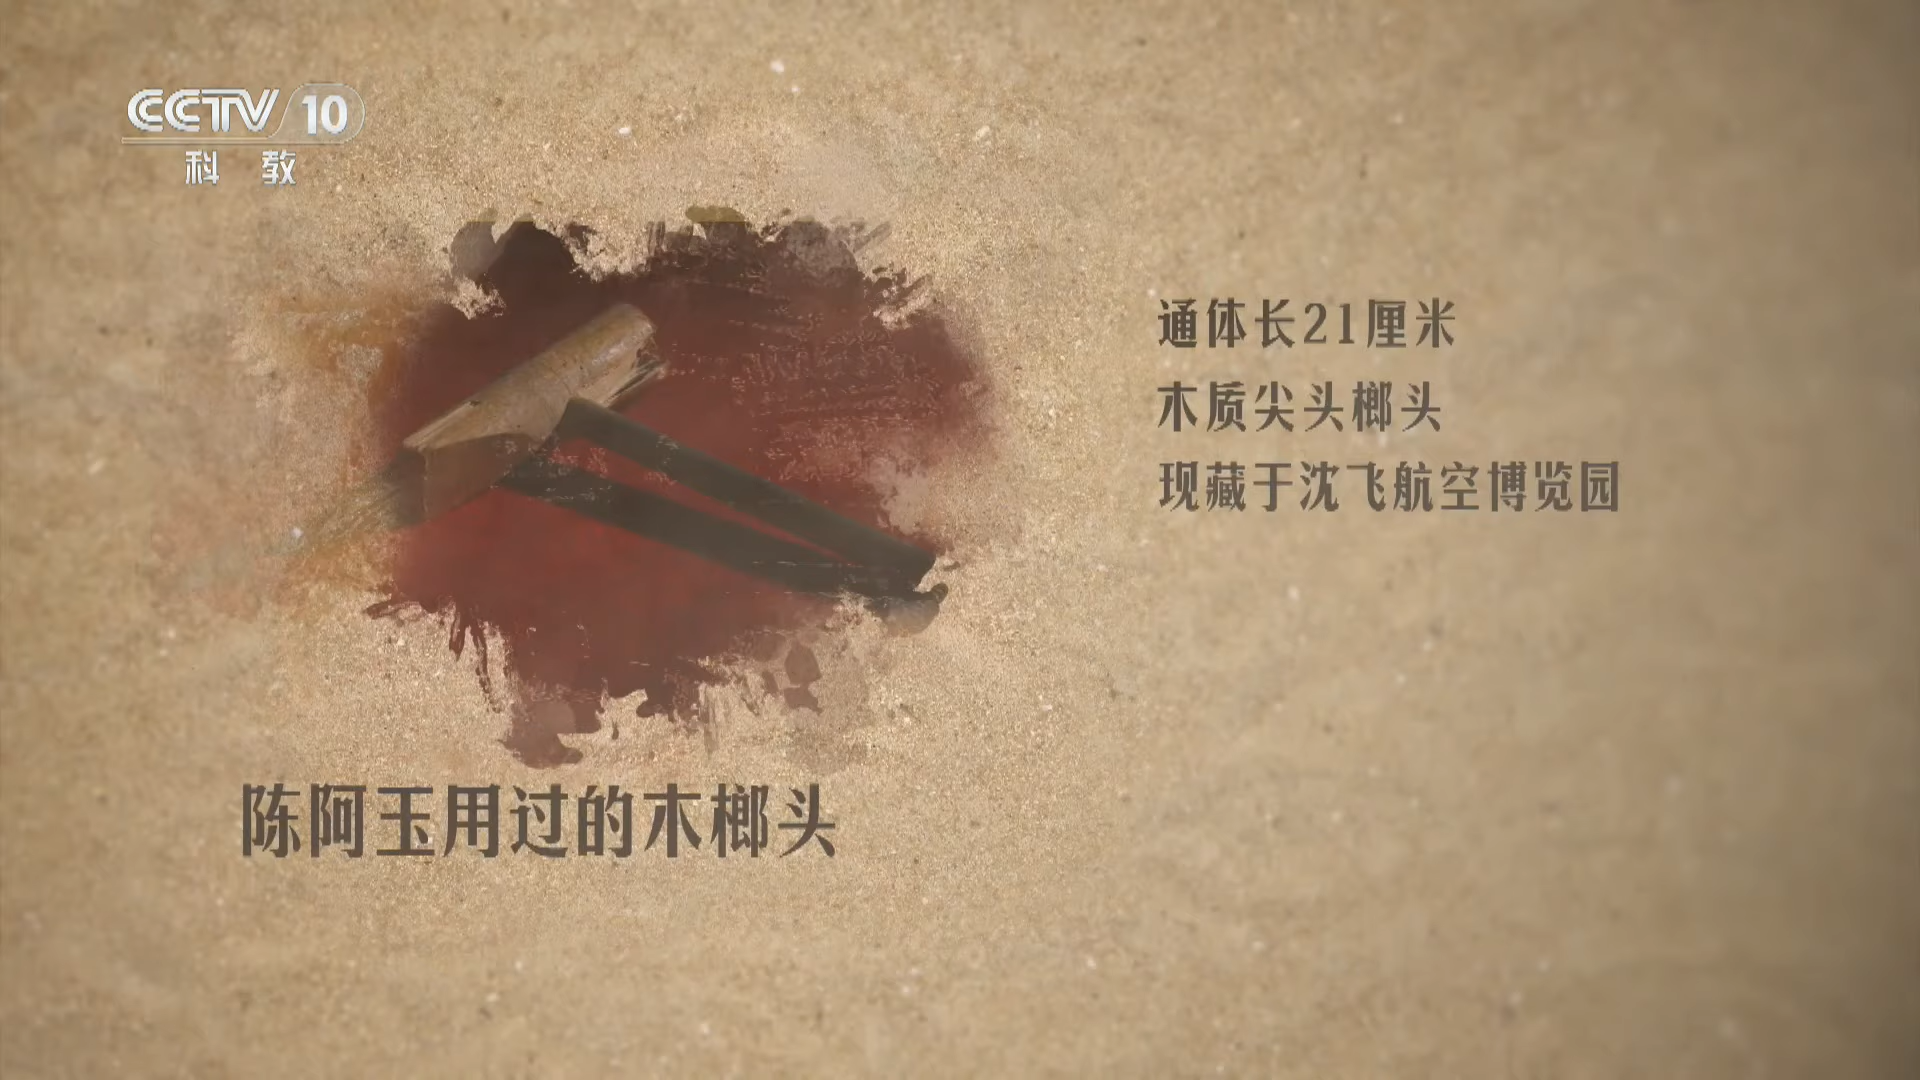 CCTV 10
科 教
通体长21厘米
木质尖头榔头
现藏于沈飞航空博览园
陈阿玉用过的木榔头